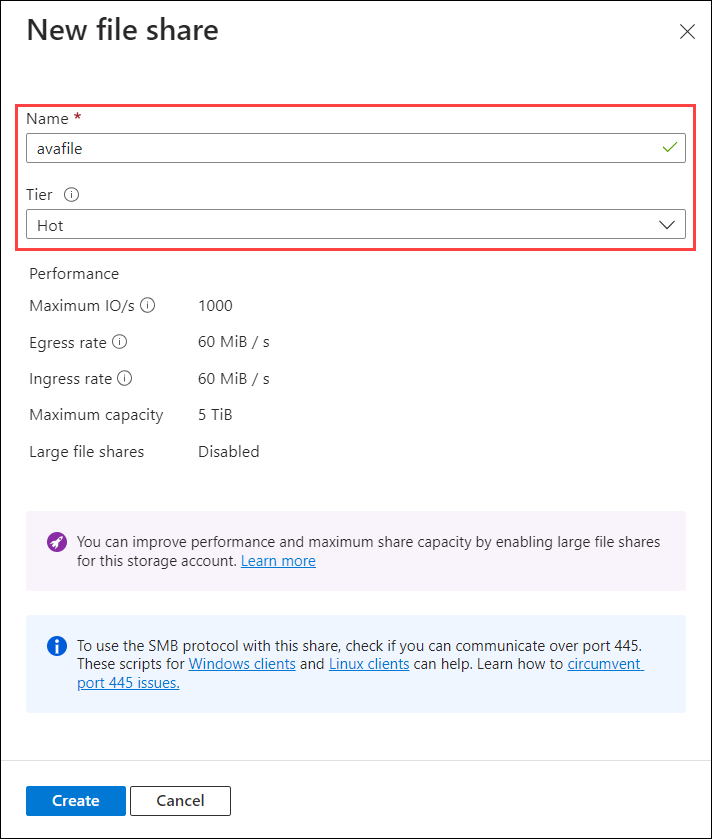 New file share
Name *
avafile
Tier
Hot
Performance
Maximum IO/s 1000
Egress rate 60 MiB / s
Ingress rate 60 MiB / s
Maximum capacity 5 TiB
Large file shares Disabled
You can improve performance and maximum share capacity by enabling large file shares
for this storage account. Learn more
To use the SMB protocol with this share, check if you can communicate over port 445.
These scripts for Windows clients and Linux clients can help. Learn how to circumvent
port 445 issues.
Create Cancel